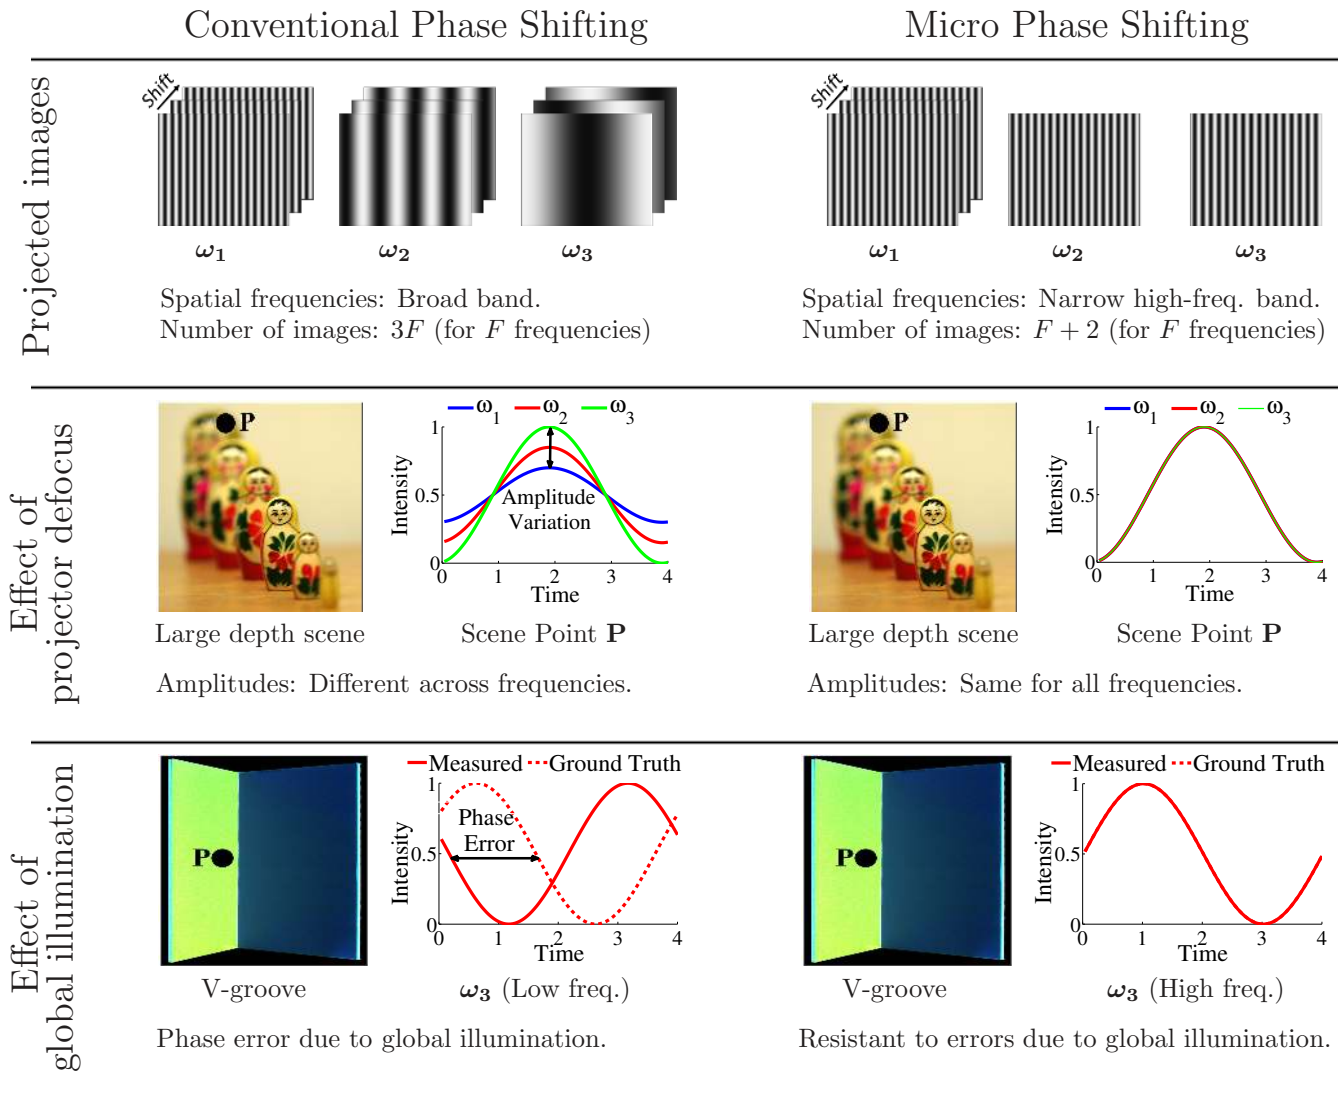 Conventional Phase Shifting
Micro Phase Shifting
Projected images
Shift
ω1
ω2
ω3
Spatial frequencies: Broad band.
Number of images: 3F (for F frequencies)
Shift
ω1
ω2
ω3
Spatial frequencies: Narrow high-freq. band.
Number of images: F + 2 (for F frequencies)
Effect of
projector defocus
P
Large depth scene
ω1 ω2 ω3
Intensity
1
0.5
0
Amplitude
Variation
0 1 2 3 4
Time
Scene Point P
Amplitudes: Different across frequencies.
P
Large depth scene
ω1 ω2 ω3
Intensity
1
0.5
0
0 1 2 3 4
Time
Scene Point P
Amplitudes: Same for all frequencies.
Effect of
global illumination
P
V-groove
Measured Ground Truth
Intensity
1
0.5
0
Phase
Error
0 1 2 3 4
Time
ω3 (Low freq.)
Phase error due to global illumination.
P
V-groove
Measured Ground Truth
Intensity
1
0.5
0
0 1 2 3 4
Time
ω3 (High freq.)
Resistant to errors due to global illumination.